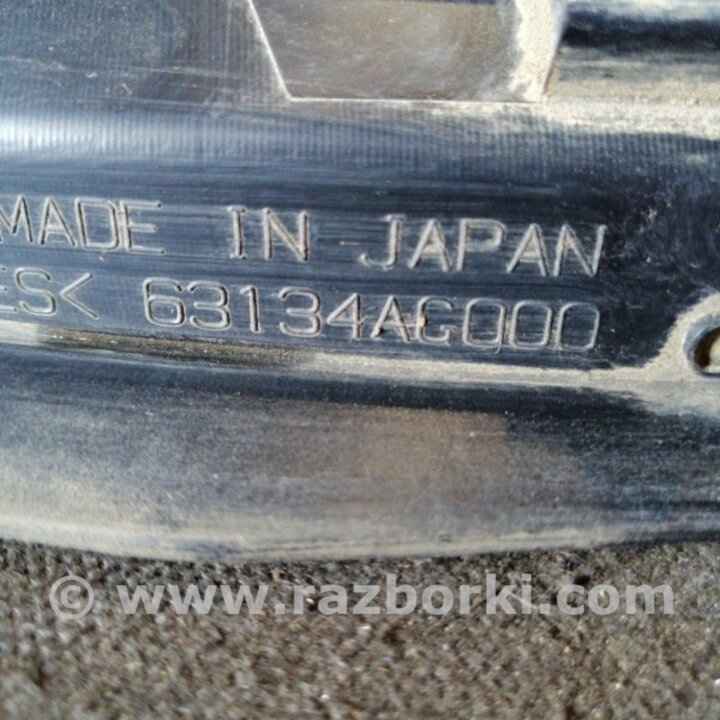 MADE IN JAPAN
ES< 63134AG000
© www.razborki.com